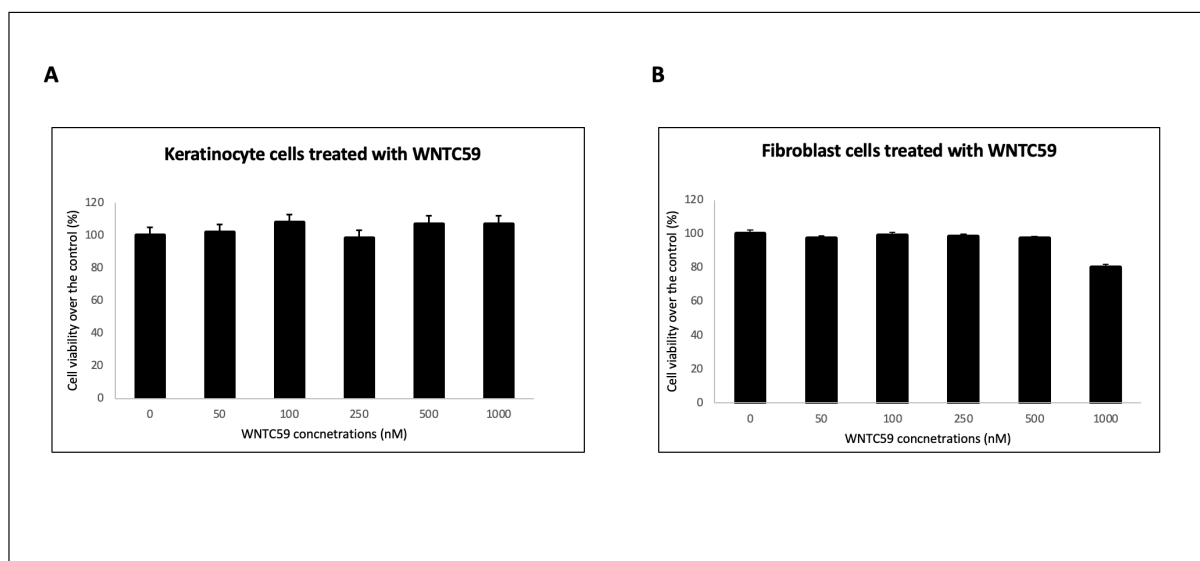 A
Keratinocyte cells treated with WNTC59
Cell viability over the control (%)
120
100
80
60
40
20
0
0 50 100 250 500 1000
WNTC59 concnetrations (nM)
B
Fibroblast cells treated with WNTC59
Cell viability over the control (%)
120
100
80
60
40
20
0
0 50 100 250 500 1000
WNTC59 concnetrations (nM)